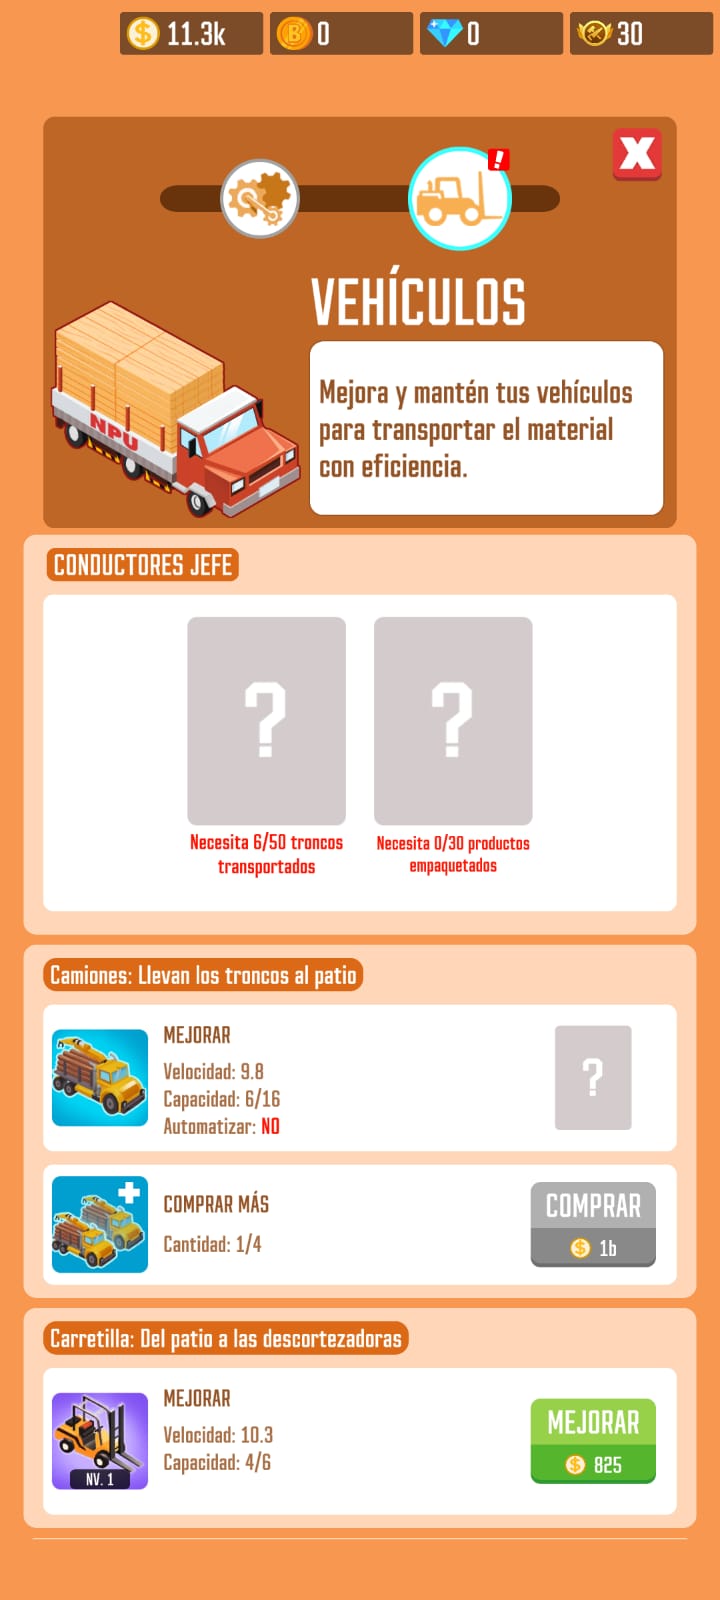 11.3k
0
0
30
VEHÍCULOS
Mejora y mantén tus vehículos
para transportar el material
con eficiencia.
NPU
CONDUCTORES JEFE
?
?
Necesita 6/50 troncos
transportados
Necesita 0/30 productos
empaquetados
Camiones: Llevan los troncos al patio
MEJORAR
Velocidad: 9.8
Capacidad: 6/16
Automatizar: NO
?
COMPRAR MÁS
Cantidad: 1/4
COMPRAR
1b
Carretilla: Del patio a las descortezadoras
MEJORAR
Velocidad: 10.3
Capacidad: 4/6
NV. 1
MEJORAR
825